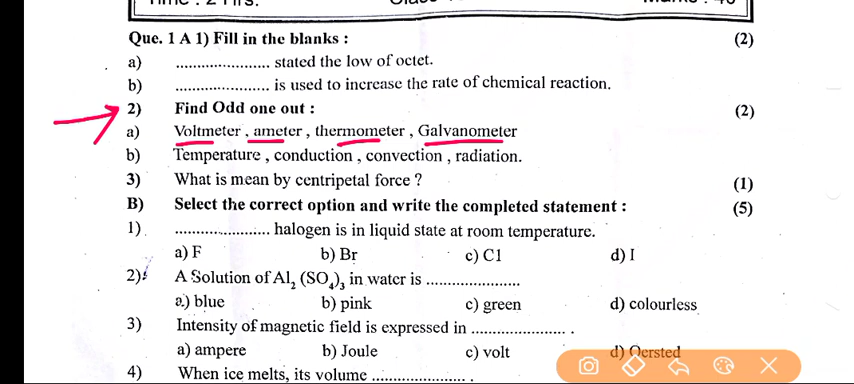 Time : 2 Hrs.
Que. 1 A 1) Fill in the blanks : (2)
a) ...................... stated the low of octet.
b) ...................... is used to increase the rate of chemical reaction.
2) Find Odd one out : (2)
a) Voltmeter , ameter , thermometer , Galvanometer
b) Temperature , conduction , convection , radiation.
3) What is mean by centripetal force ? (1)
B) Select the correct option and write the completed statement : (5)
1) ...................... halogen is in liquid state at room temperature.
a) F b) Br c) C1 d) I
2) A Solution of Al₂ (SO₄)₃ in water is ......................
a) blue b) pink c) green d) colourless
3) Intensity of magnetic field is expressed in ...................... .
a) ampere b) Joule c) volt d) Oersted
4) When ice melts, its volume ...................... .